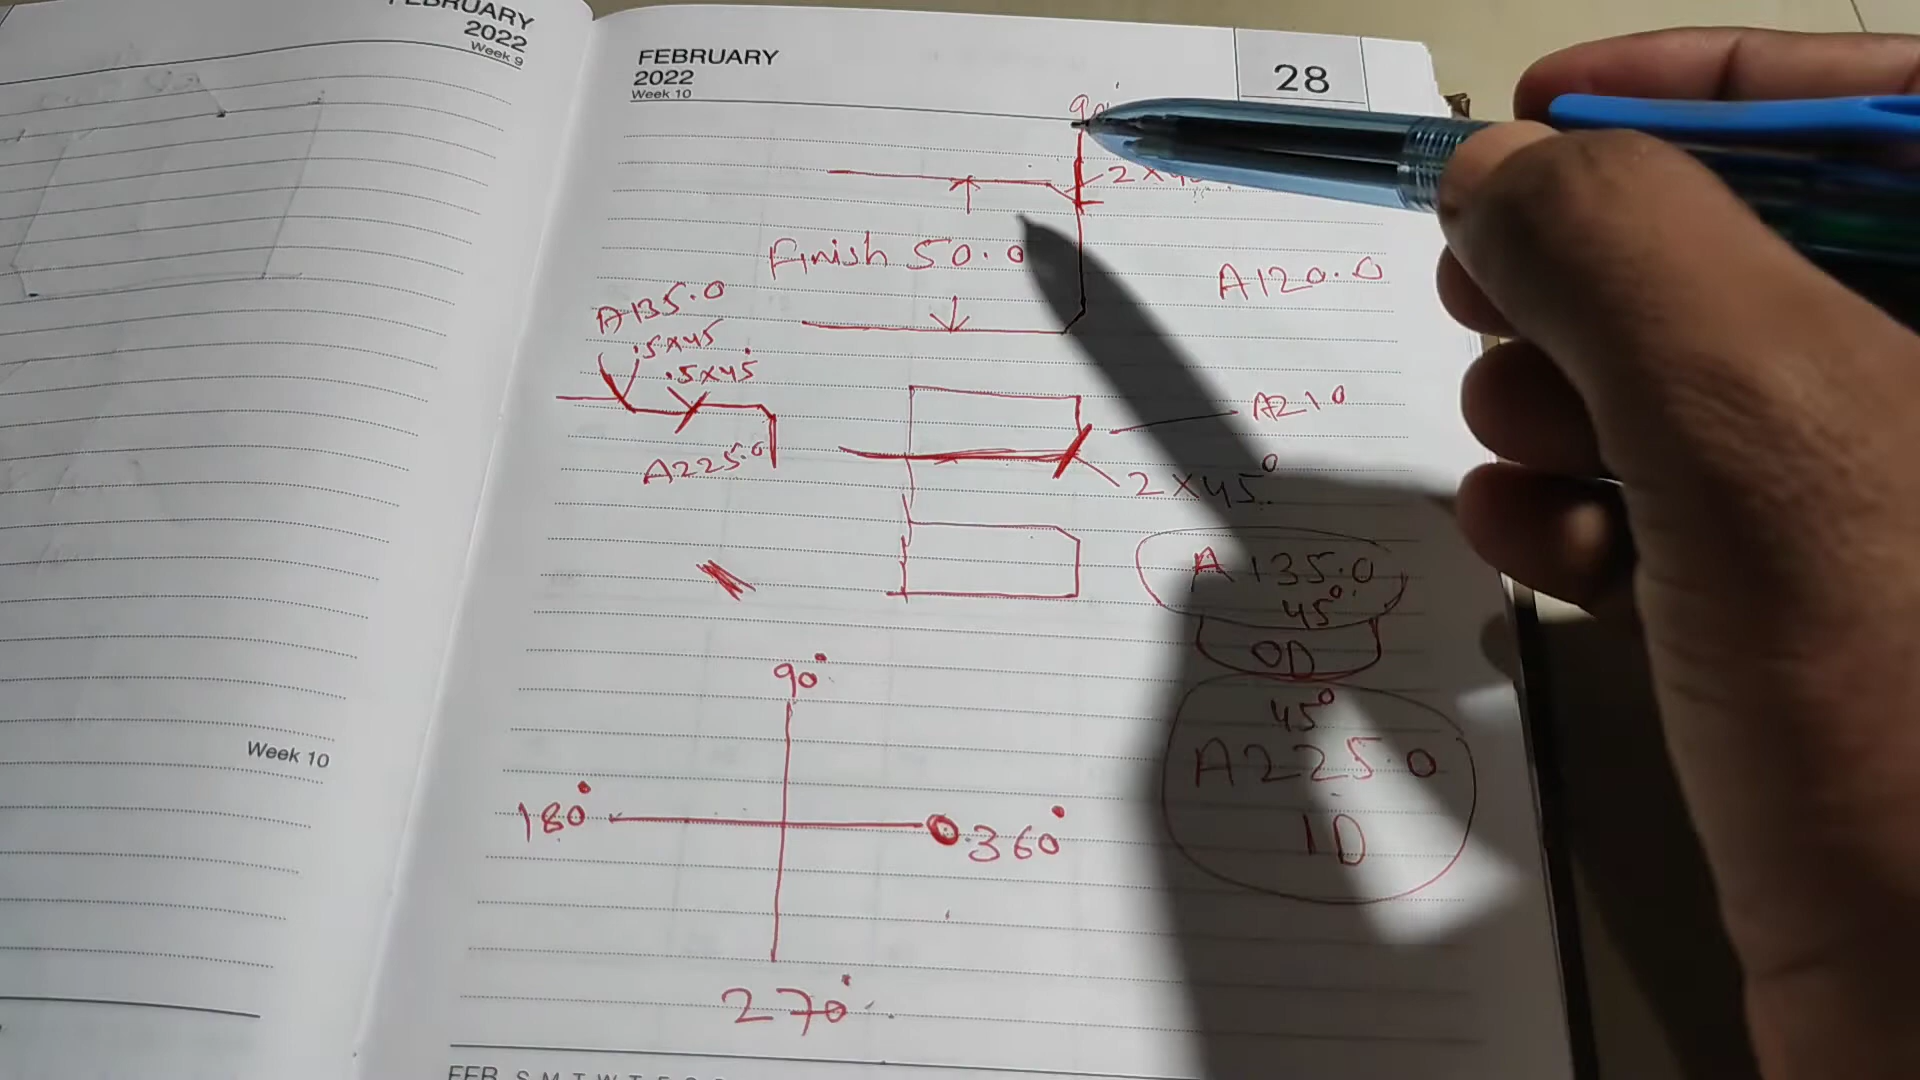 FEBRUARY
2022
Week 9
Week 10
FEBRUARY
2022
Week 10
28
Finish 50.0
A120.0
A135.0
.5x45
.5x45°
A225.0
A210
2x45°
A135.0
45°
OD
45°
A225.0
ID
90°
180°
360°
270°